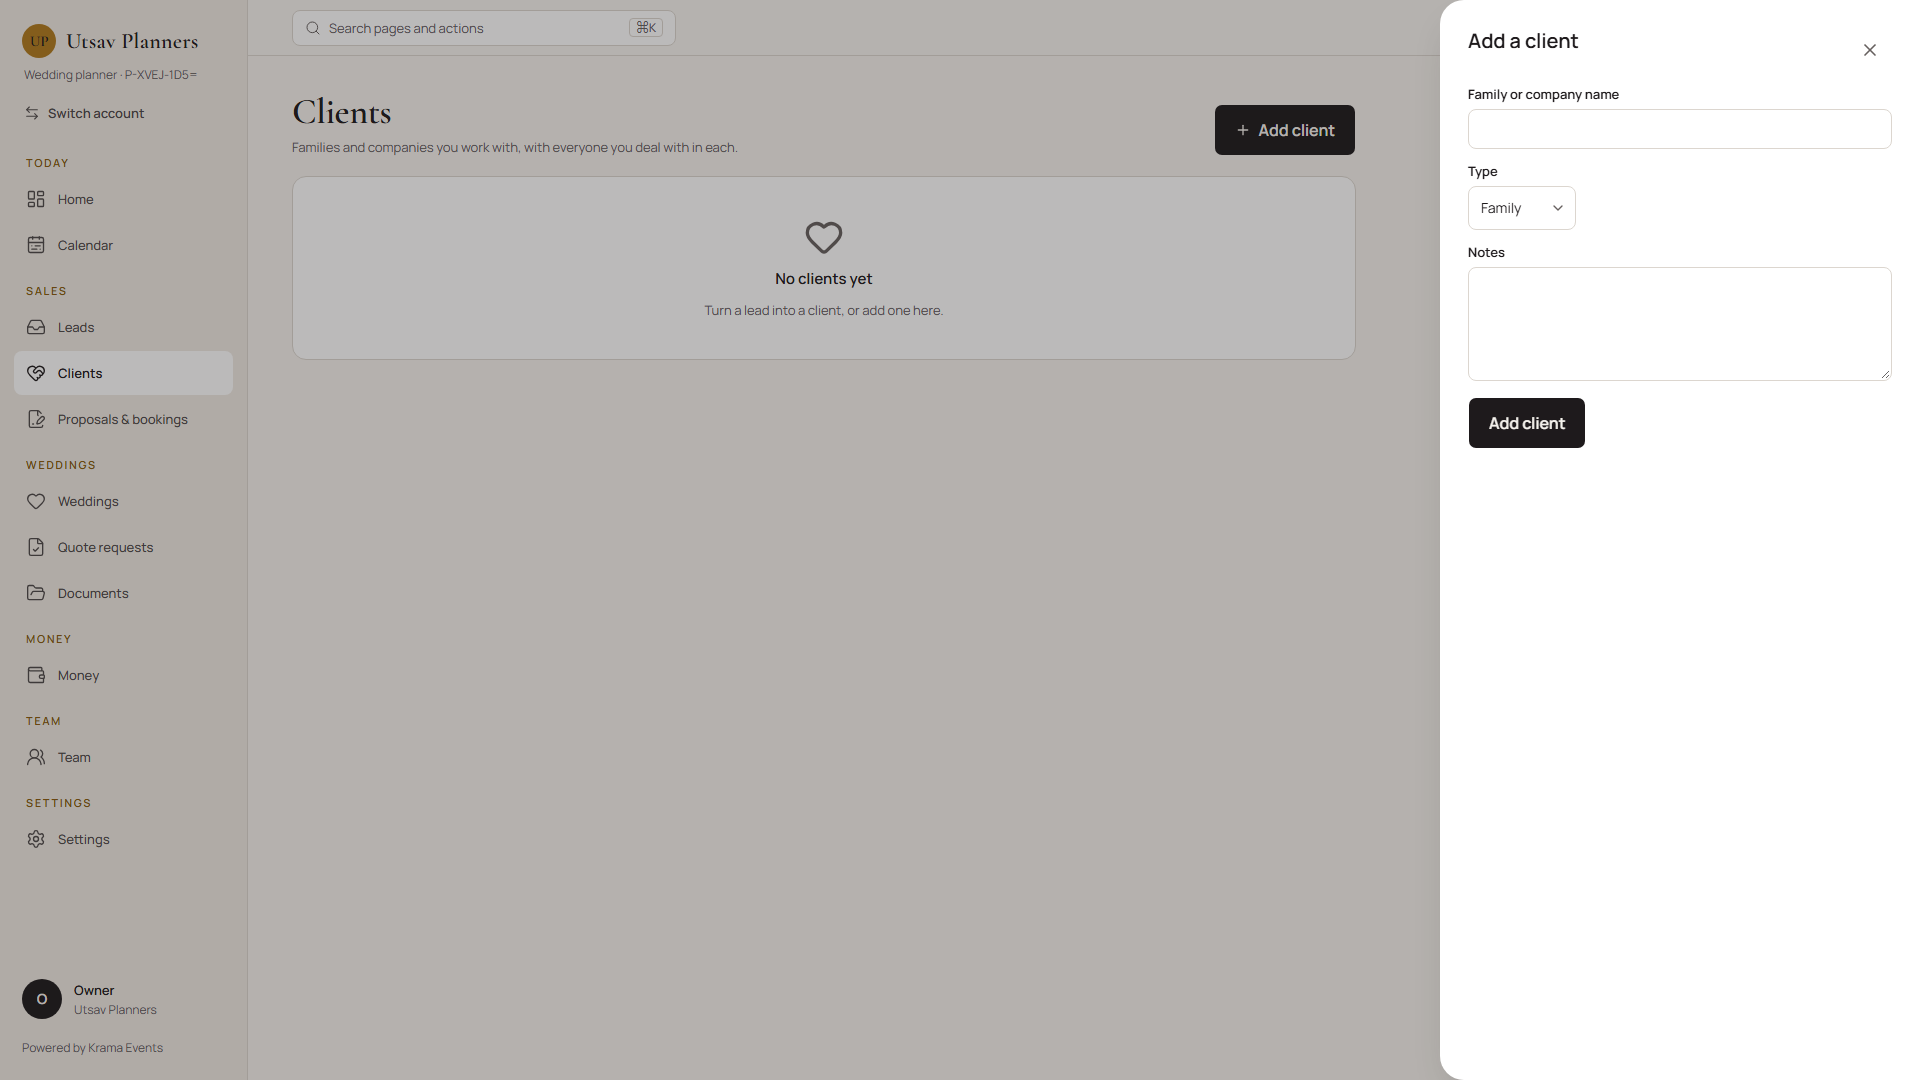 UP
Utsav Planners
Wedding planner · P-XVEJ-1D5=
Switch account
TODAY
Home
Calendar
SALES
Leads
Clients
Proposals & bookings
WEDDINGS
Weddings
Quote requests
Documents
MONEY
Money
TEAM
Team
SETTINGS
Settings
O
Owner
Utsav Planners
Powered by Krama Events
Search pages and actions
⌘K
Clients
Families and companies you work with, with everyone you deal with in each.
+ Add client
No clients yet
Turn a lead into a client, or add one here.
Add a client
Family or company name
Type
Family
Notes
Add client